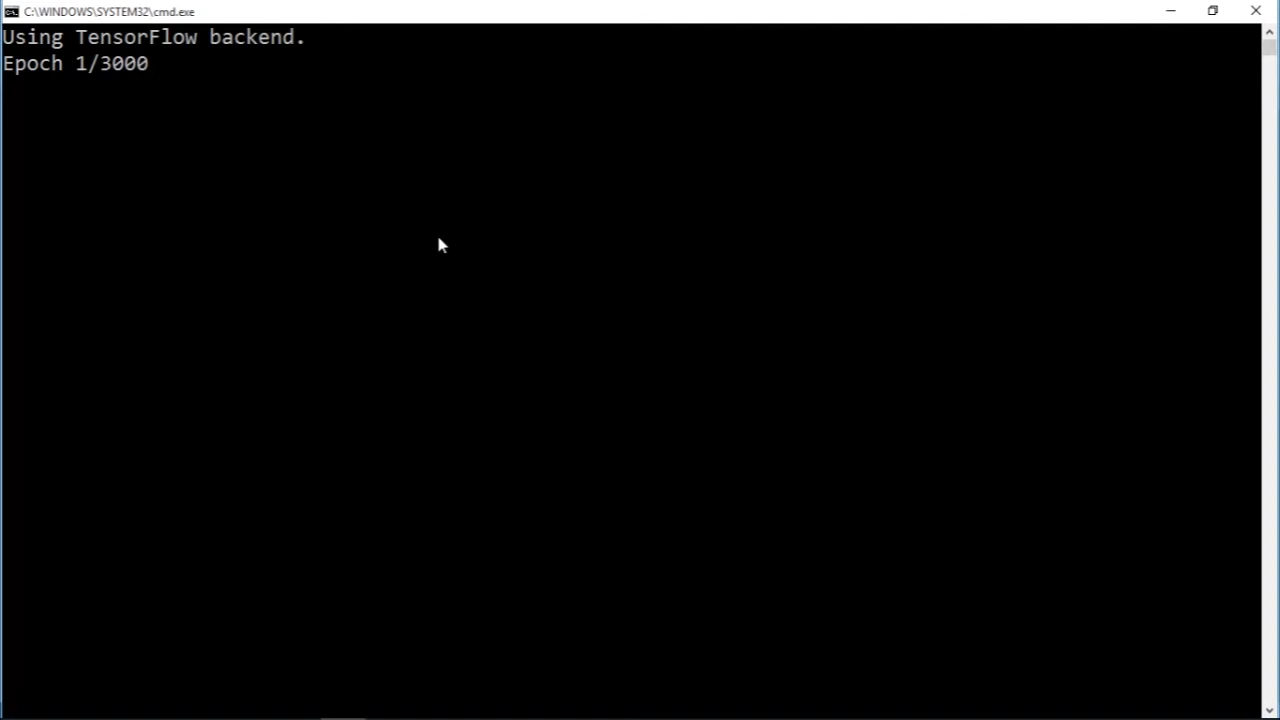 C:\WINDOWS\SYSTEM32\cmd.exe
Using TensorFlow backend.
Epoch 1/3000